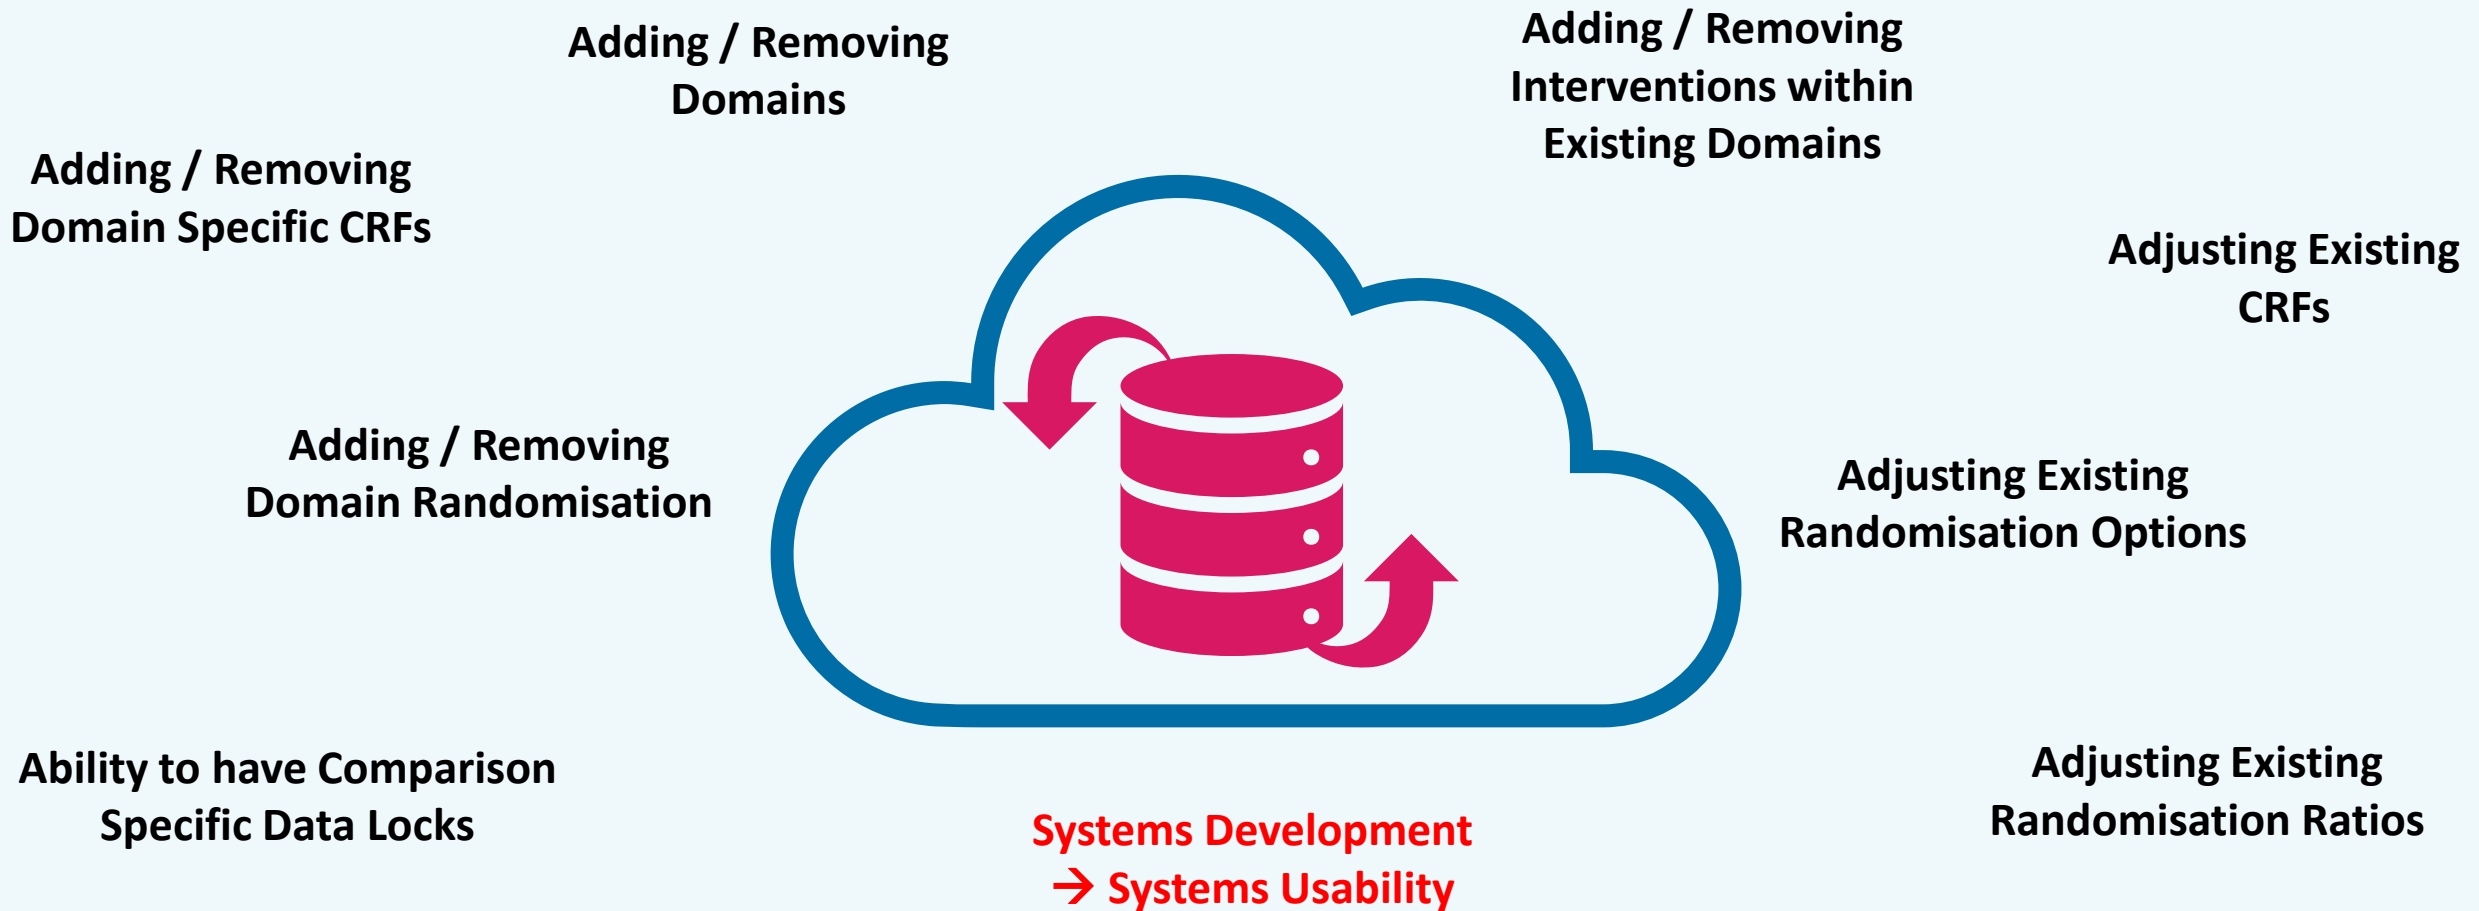 Adding / Removing
Domains
Adding / Removing
Interventions within
Existing Domains
Adding / Removing
Domain Specific CRFs
Adjusting Existing
CRFs
Adding / Removing
Domain Randomisation
Adjusting Existing
Randomisation Options
Ability to have Comparison
Specific Data Locks
Adjusting Existing
Randomisation Ratios
Systems Development
→ Systems Usability